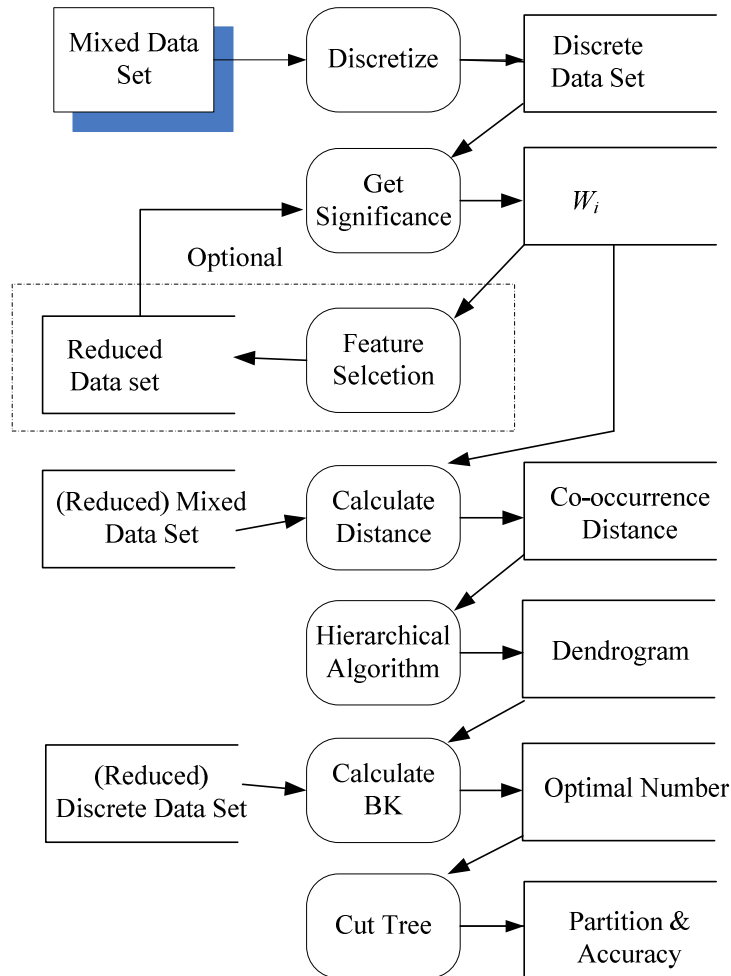 Mixed Data
Set
Discretize
Discrete
Data Set
Get
Significance
Wi
Optional
Reduced
Data set
Feature
Selcetion
(Reduced) Mixed
Data Set
Calculate
Distance
Co-occurrence
Distance
Hierarchical
Algorithm
Dendrogram
(Reduced)
Discrete Data Set
Calculate
BK
Optimal Number
Cut Tree
Partition &
Accuracy